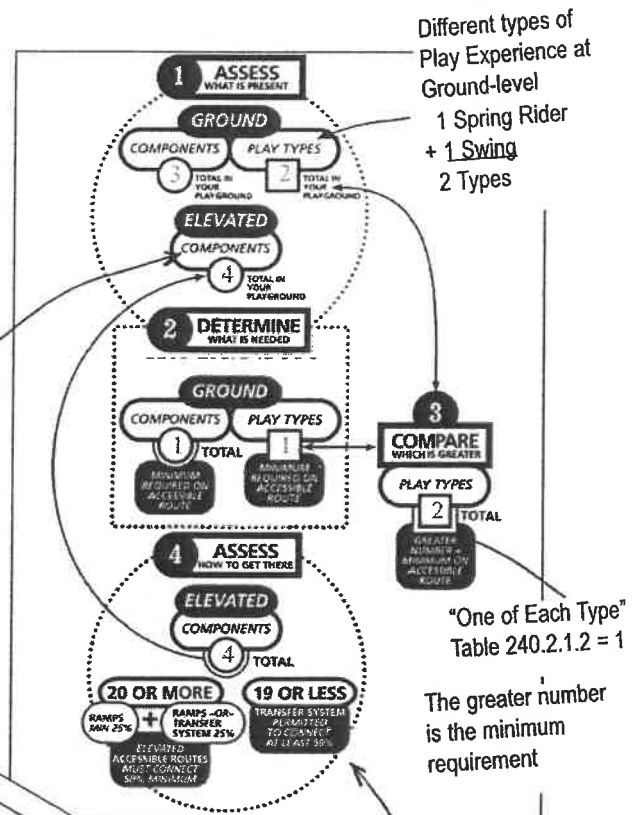 Different types of
Play Experience at
Ground-level
1 Spring Rider
+ 1 Swing
2 Types
1 ASSESS
WHAT IS PRESENT
GROUND
COMPONENTS
PLAY TYPES
3
2
TOTAL IN
YOUR
PLAYGROUND
TOTAL IN
YOUR
PLAYGROUND
ELEVATED
COMPONENTS
4
TOTAL IN
YOUR
PLAYGROUND
2 DETERMINE
WHAT IS NEEDED
GROUND
COMPONENTS
PLAY TYPES
1 TOTAL
1
MINIMUM
REQUIRED ON
ACCESSIBLE
ROUTE
MINIMUM
REQUIRED ON
ACCESSIBLE
ROUTE
3
COMPARE
WHICH IS GREATER
PLAY TYPES
2 TOTAL
GREATER
NUMBER =
MINIMUM ON
ACCESSIBLE
ROUTE
4 ASSESS
HOW TO GET THERE
ELEVATED
COMPONENTS
4 TOTAL
20 OR MORE
RAMPS
MIN 25%
+
RAMPS –OR–
TRANSFER
SYSTEM 25%
ELEVATED
ACCESSIBLE ROUTES
MUST CONNECT
50% MINIMUM
19 OR LESS
TRANSFER SYSTEM
PERMITTED
TO CONNECT
AT LEAST 50%
"One of Each Type"
Table 240.2.1.2 = 1
The greater number
is the minimum
requirement